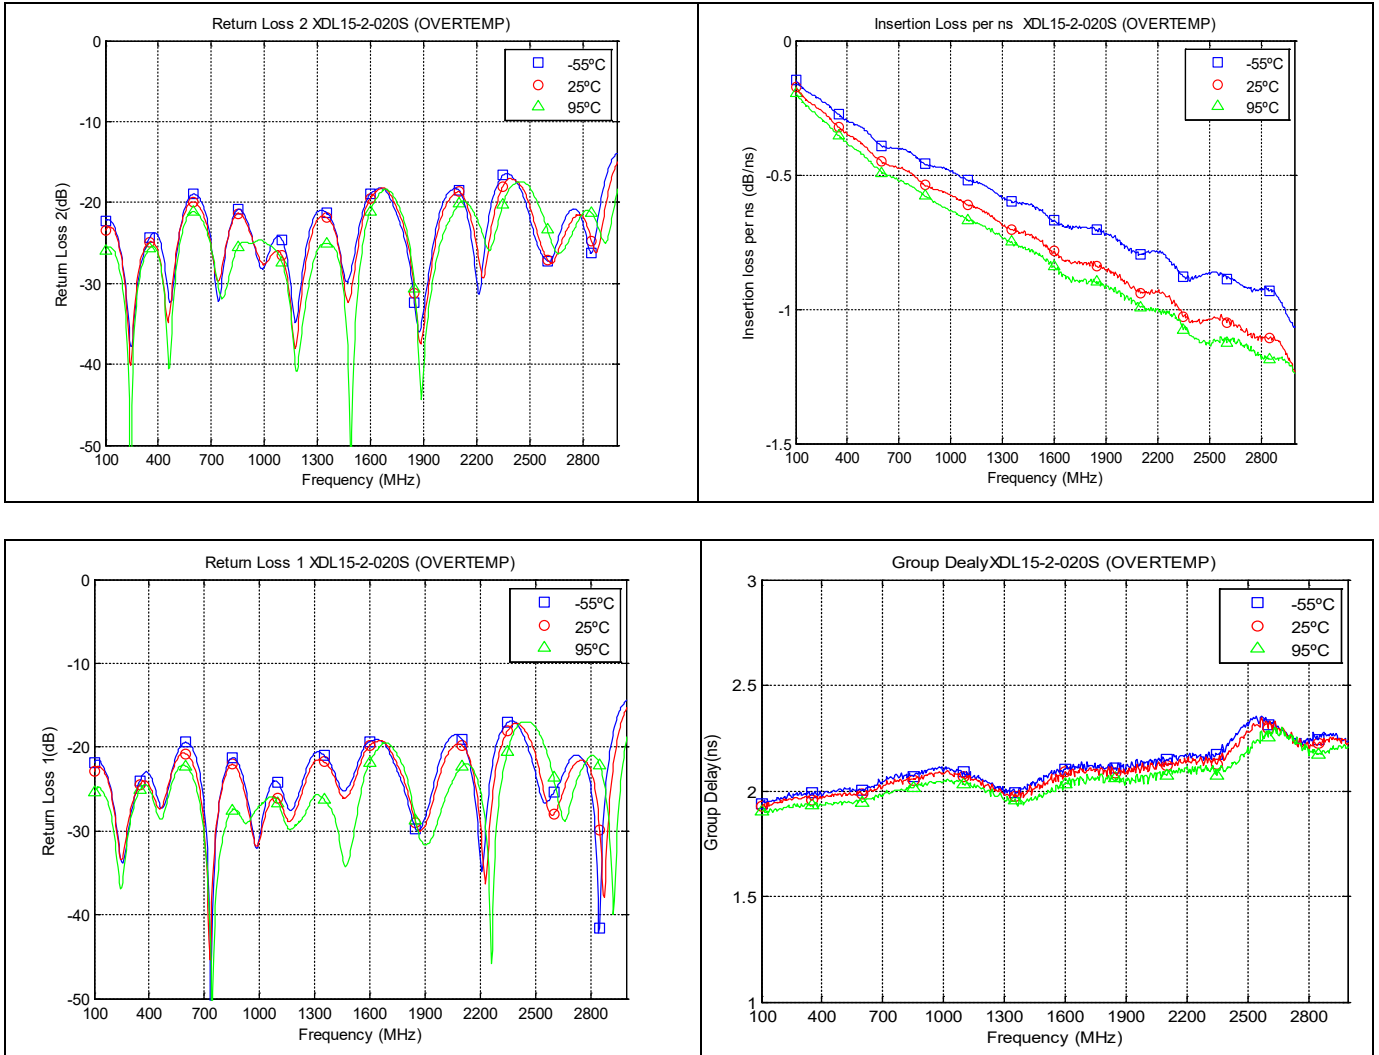 Return Loss 2 XDL15-2-020S (OVERTEMP)
0
-10
-20
-30
-40
-50
Return Loss 2(dB)
-55ºC
25ºC
95ºC
100 400 700 1000 1300 1600 1900 2200 2500 2800
Frequency (MHz)
Insertion Loss per ns XDL15-2-020S (OVERTEMP)
0
-0.5
-1
-1.5
Insertion loss per ns (dB/ns)
-55ºC
25ºC
95ºC
100 400 700 1000 1300 1600 1900 2200 2500 2800
Frequency (MHz)
Return Loss 1 XDL15-2-020S (OVERTEMP)
0
-10
-20
-30
-40
-50
Return Loss 1(dB)
-55ºC
25ºC
95ºC
100 400 700 1000 1300 1600 1900 2200 2500 2800
Frequency (MHz)
Group DealyXDL15-2-020S (OVERTEMP)
3
2.5
2
1.5
1
Group Delay(ns)
-55ºC
25ºC
95ºC
100 400 700 1000 1300 1600 1900 2200 2500 2800
Frequency (MHz)